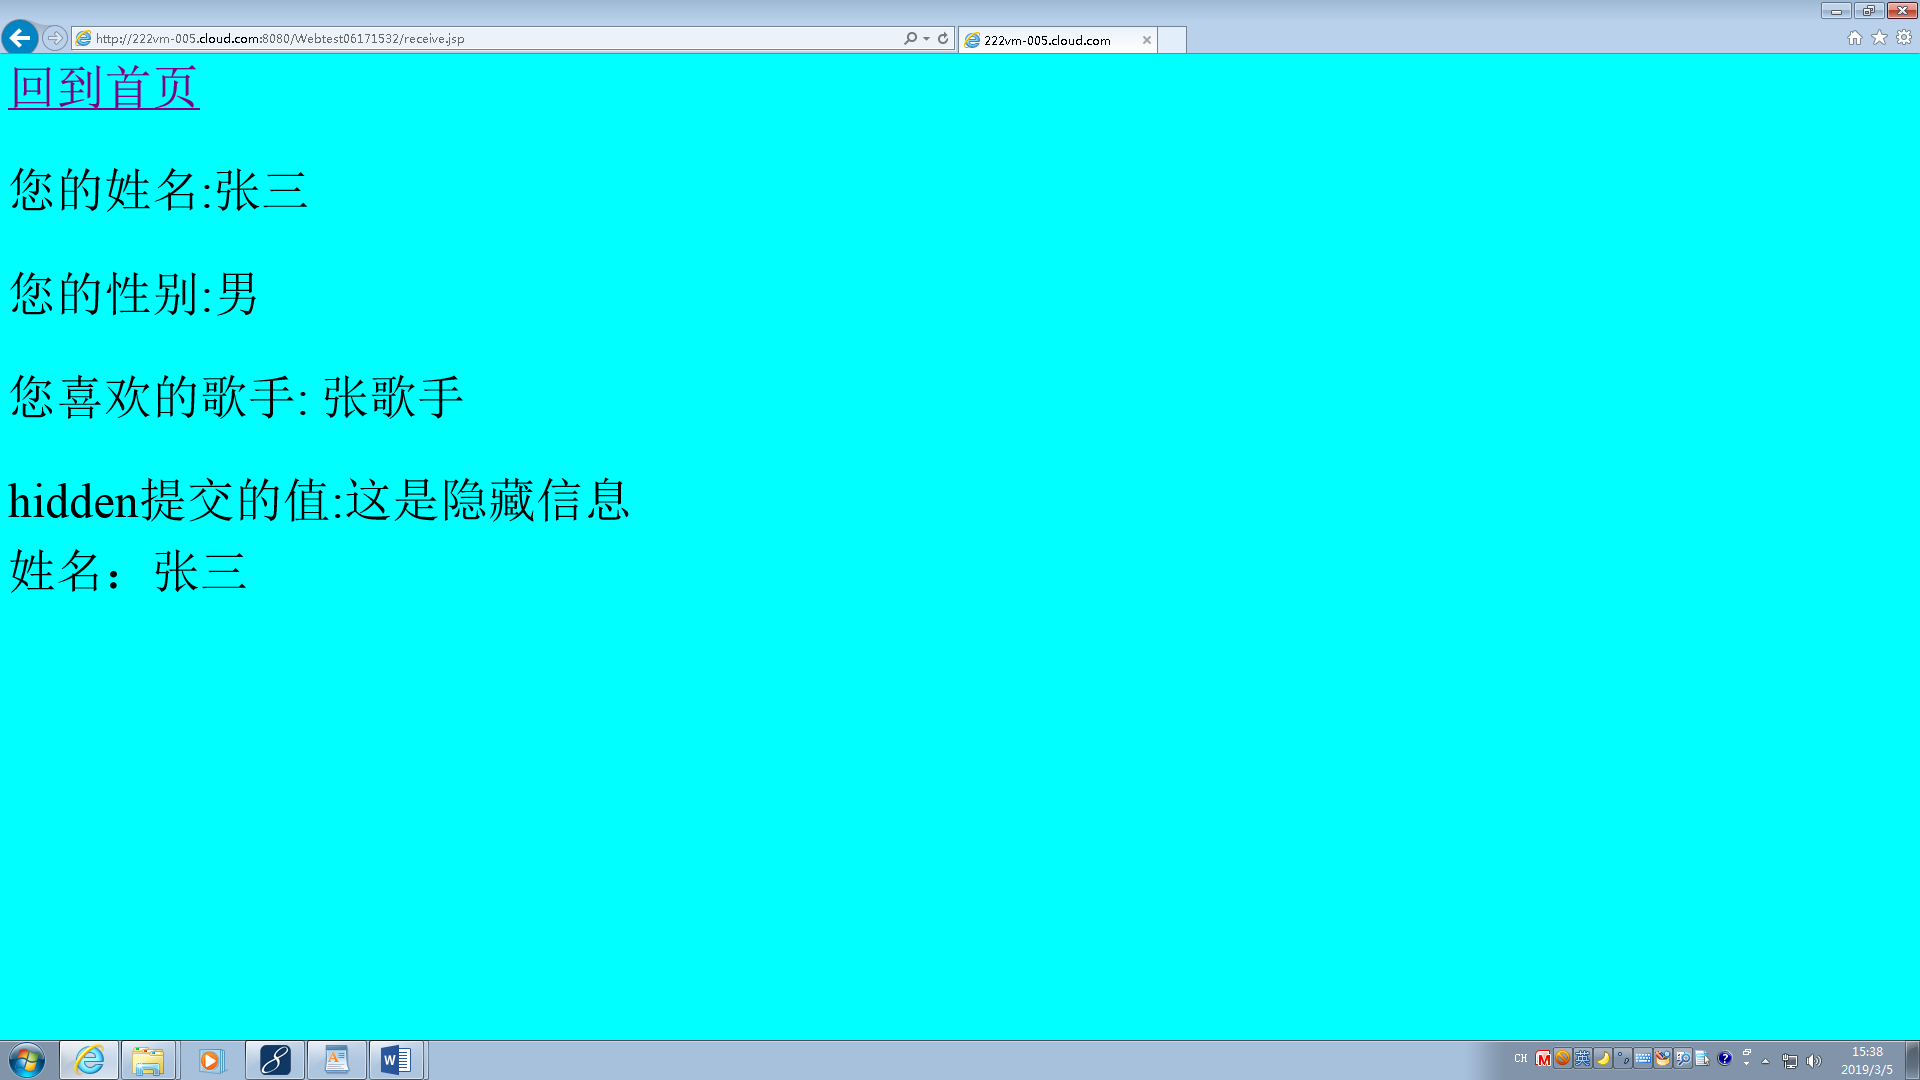 http://222vm-005.cloud.com:8080/Webtest06171532/receive.jsp
222vm-005.cloud.com
回到首页
您的姓名:张三
您的性别:男
您喜欢的歌手: 张歌手
hidden提交的值:这是隐藏信息
姓名：张三
CH
英
15:38
2019/3/5